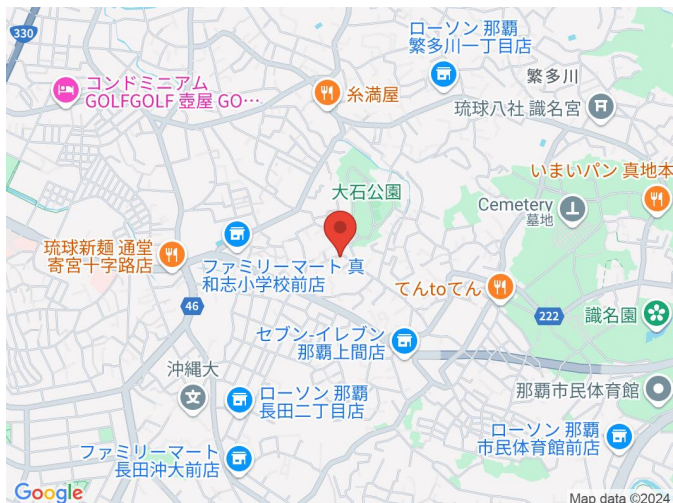 330
ローソン 那覇
繁多川一丁目店
コンドミニアム
GOLFGOLF 壺屋 GO…
糸満屋
繁多川
琉球八社 識名宮
いまいパン 真地本
大石公園
Cemetery
墓地
琉球新麺 通堂
寄宮十字路店
ファミリーマート 真
和志小学校前店
てんtoてん
46
222
識名園
セブン-イレブン
那覇上間店
沖縄大
ローソン 那覇
長田二丁目店
那覇市民体育館
ファミリーマート
長田沖大前店
ローソン 那覇
市民体育館前店
Google
Map data ©2024